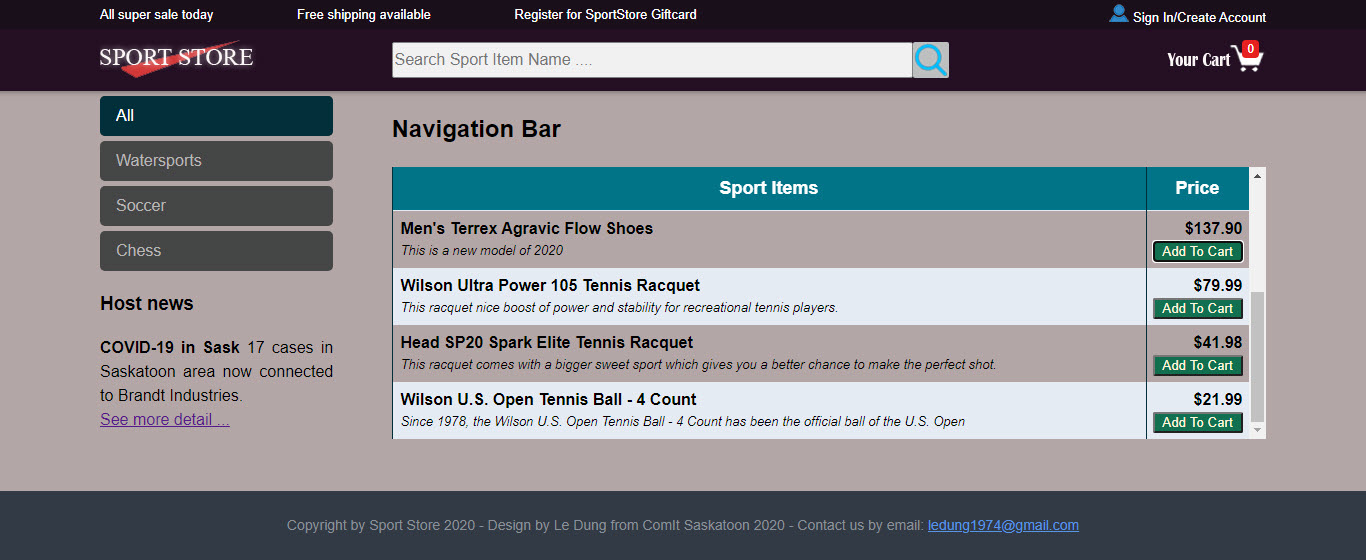 All super sale today
Free shipping available
Register for SportStore Giftcard
Sign In/Create Account
SPORT STORE
Search Sport Item Name ....
Your Cart
0
All
Watersports
Soccer
Chess
Host news
COVID-19 in Sask 17 cases in
Saskatoon area now connected
to Brandt Industries.
See more detail ...
Navigation Bar
Sport Items Price
Men's Terrex Agravic Flow Shoes $137.90
This is a new model of 2020 Add To Cart
Wilson Ultra Power 105 Tennis Racquet $79.99
This racquet nice boost of power and stability for recreational tennis players. Add To Cart
Head SP20 Spark Elite Tennis Racquet $41.98
This racquet comes with a bigger sweet sport which gives you a better chance to make the perfect shot. Add To Cart
Wilson U.S. Open Tennis Ball - 4 Count $21.99
Since 1978, the Wilson U.S. Open Tennis Ball - 4 Count has been the official ball of the U.S. Open Add To Cart
Copyright by Sport Store 2020 - Design by Le Dung from ComIt Saskatoon 2020 - Contact us by email: ledung1974@gmail.com